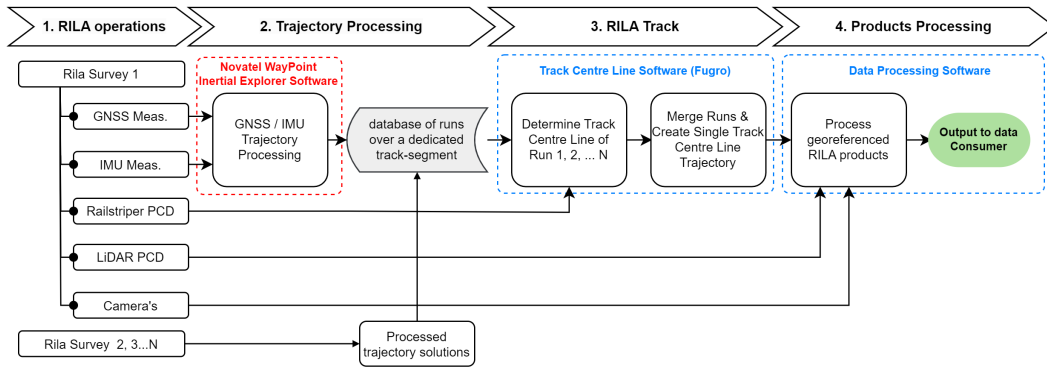 1. RILA operations
2. Trajectory Processing
3. RILA Track
4. Products Processing
Rila Survey 1
GNSS Meas.
IMU Meas.
Railstriper PCD
LiDAR PCD
Camera's
Rila Survey 2, 3...N
Novatel WayPoint
Inertial Explorer Software
GNSS / IMU
Trajectory
Processing
database of runs
over a dedicated
track-segment
Processed
trajectory solutions
Track Centre Line Software (Fugro)
Determine Track
Centre Line of
Run 1, 2, ... N
Merge Runs &
Create Single Track
Centre Line
Trajectory
Data Processing Software
Process
georeferenced
RILA products
Output to data
Consumer